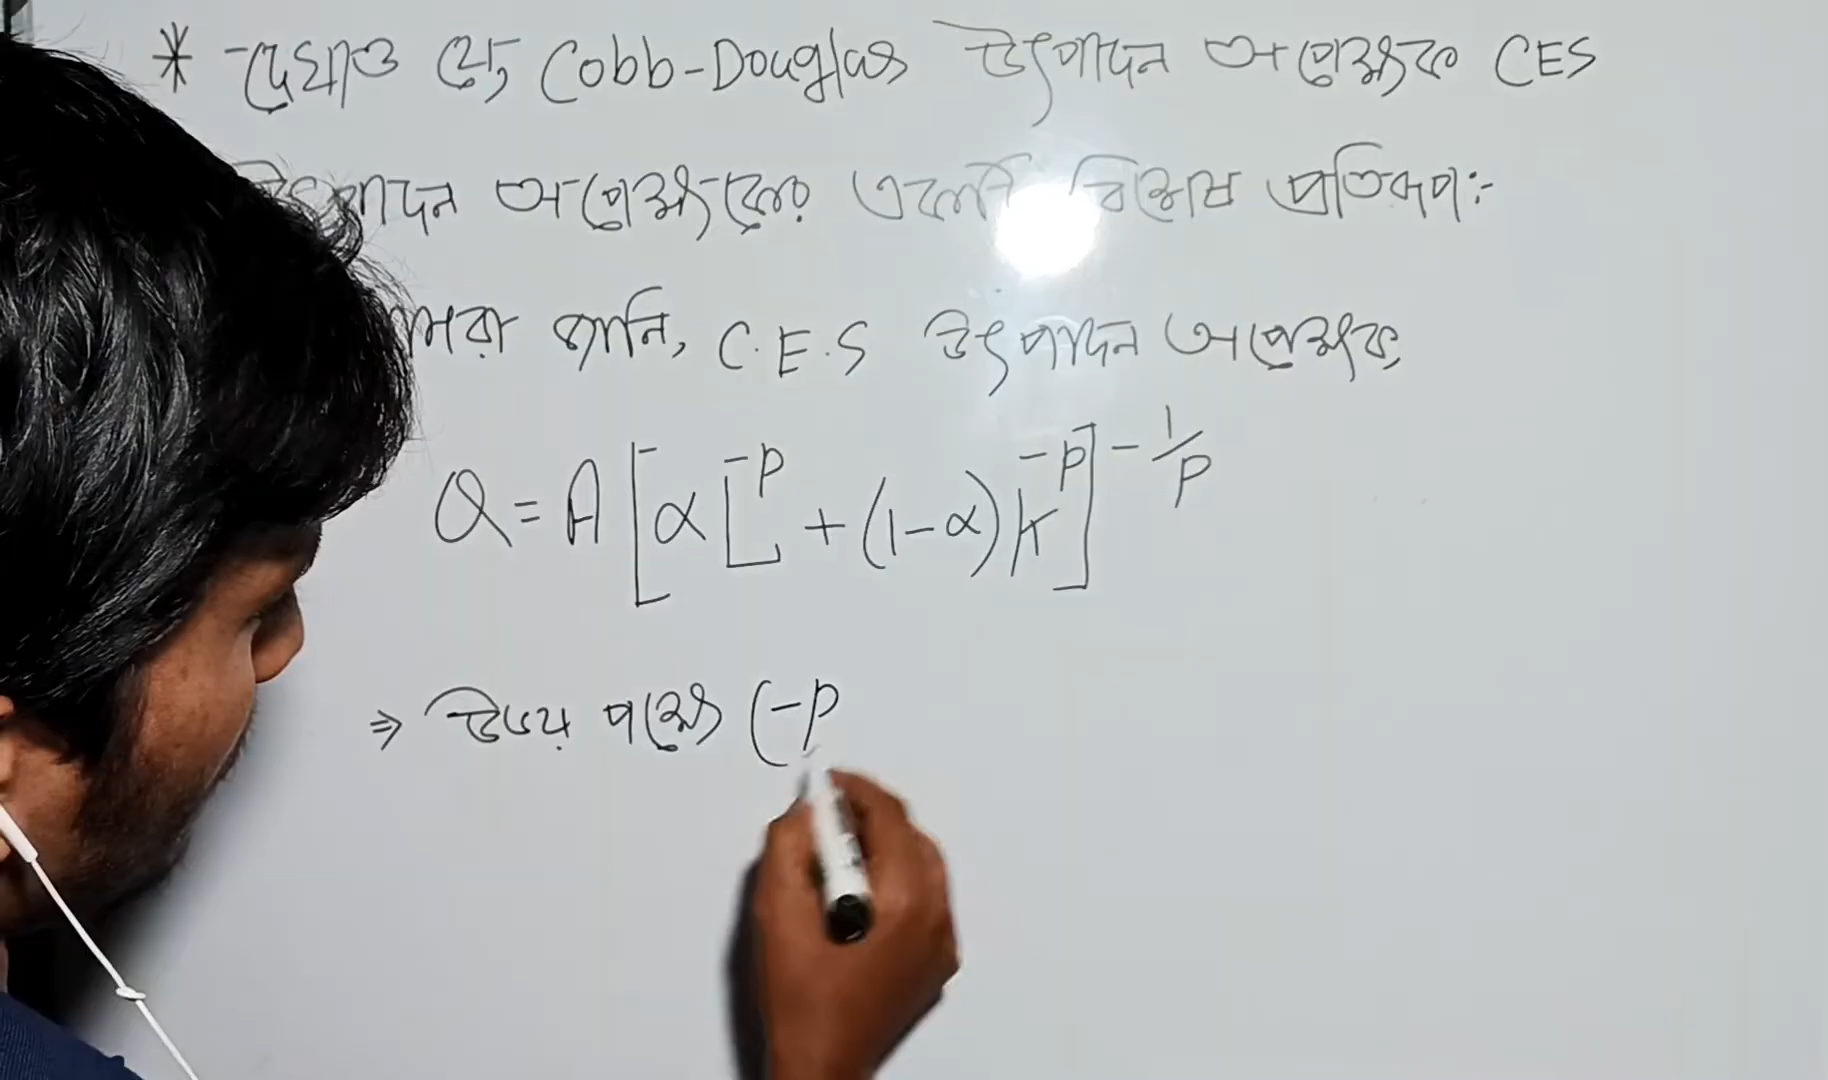 * দেখাও যে, Cobb-Douglas উৎপাদন অপেক্ষক CES
উৎপাদন অপেক্ষকের একটি বিশেষ প্রতিরূপ:-
আমরা জানি, C.E.S উৎপাদন অপেক্ষক
Q = A [αL^{-p} + (1-α)K^{-p}]^{-1/p}
⇒ উভয় পক্ষে (-p